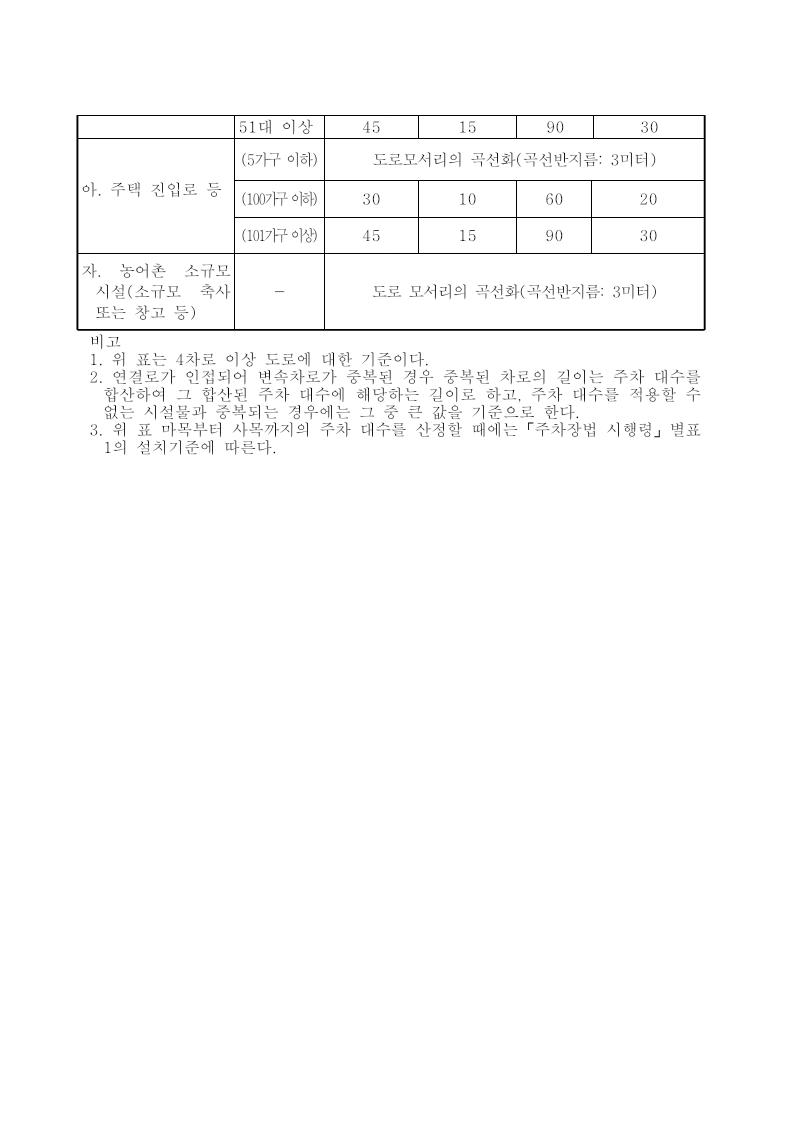 51대 이상 45 15 90 30
(5가구 이하) 도로모서리의 곡선화(곡선반지름: 3미터)
아. 주택 진입로 등
(100가구 이하) 30 10 60 20
(101가구 이상) 45 15 90 30
자. 농어촌 소규모
시설(소규모 축사 - 도로 모서리의 곡선화(곡선반지름: 3미터)
또는 창고 등)
비고
1. 위 표는 4차로 이상 도로에 대한 기준이다.
2. 연결로가 인접되어 변속차로가 중복된 경우 중복된 차로의 길이는 주차 대수를
합산하여 그 합산된 주차 대수에 해당하는 길이로 하고, 주차 대수를 적용할 수
없는 시설물과 중복되는 경우에는 그 중 큰 값을 기준으로 한다.
3. 위 표 마목부터 사목까지의 주차 대수를 산정할 때에는「주차장법 시행령」별표
1의 설치기준에 따른다.